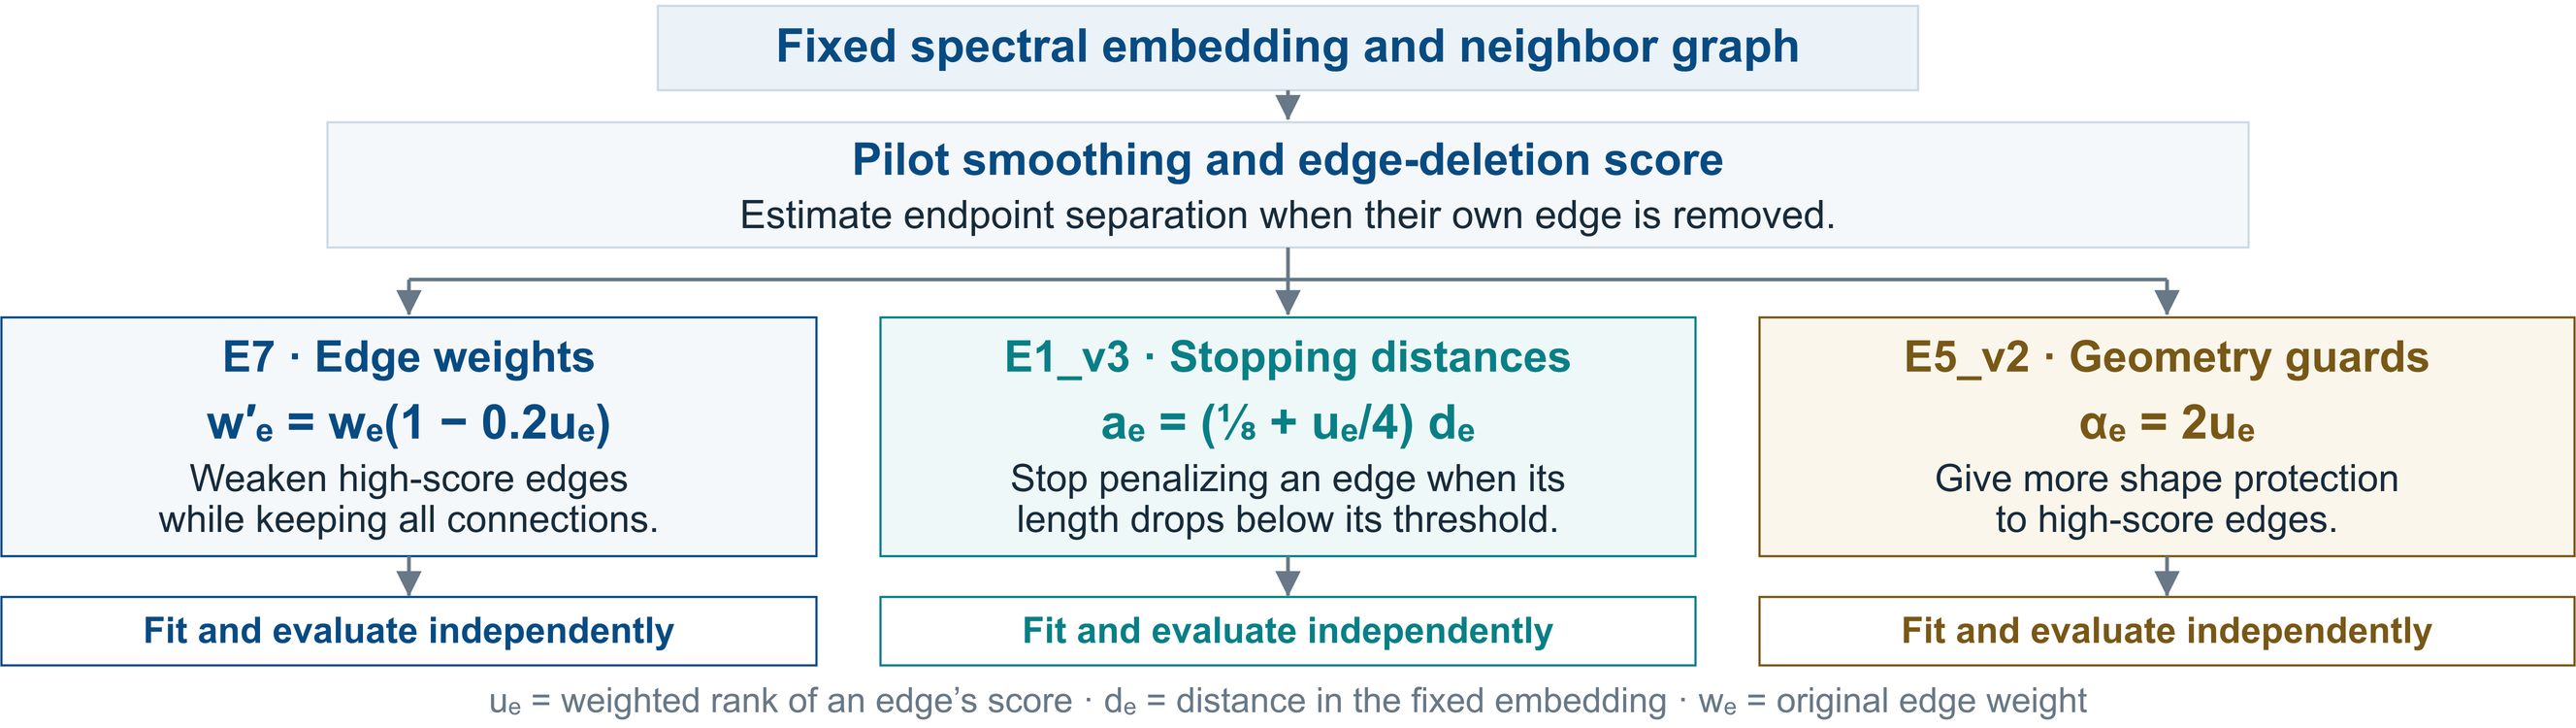 Fixed spectral embedding and neighbor graph
Pilot smoothing and edge-deletion score
Estimate endpoint separation when their own edge is removed.
E7 · Edge weights
w′ₑ = wₑ(1 − 0.2uₑ)
Weaken high-score edges
while keeping all connections.
Fit and evaluate independently
E1_v3 · Stopping distances
aₑ = (⅛ + uₑ/4) dₑ
Stop penalizing an edge when its
length drops below its threshold.
Fit and evaluate independently
E5_v2 · Geometry guards
αₑ = 2uₑ
Give more shape protection
to high-score edges.
Fit and evaluate independently
uₑ = weighted rank of an edge’s score · dₑ = distance in the fixed embedding · wₑ = original edge weight